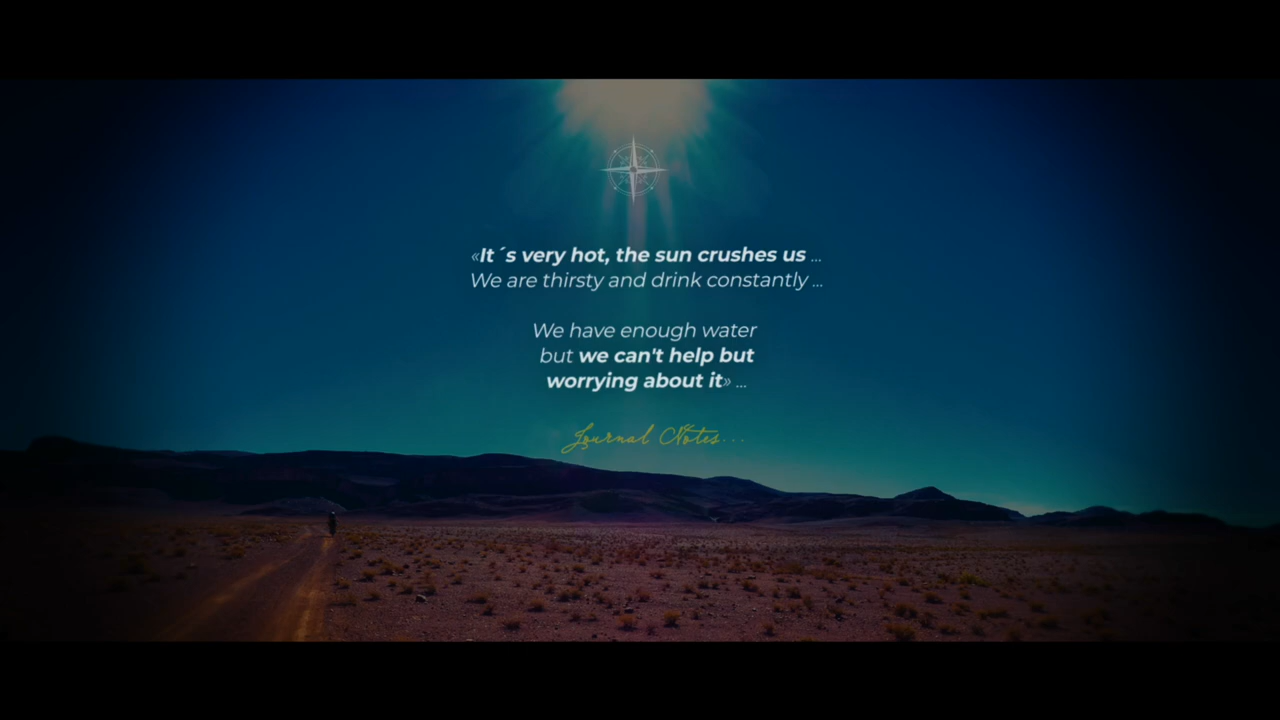 «It´s very hot, the sun crushes us ...
We are thirsty and drink constantly ...
We have enough water
but we can't help but
worrying about it» ...
Journal Notes...